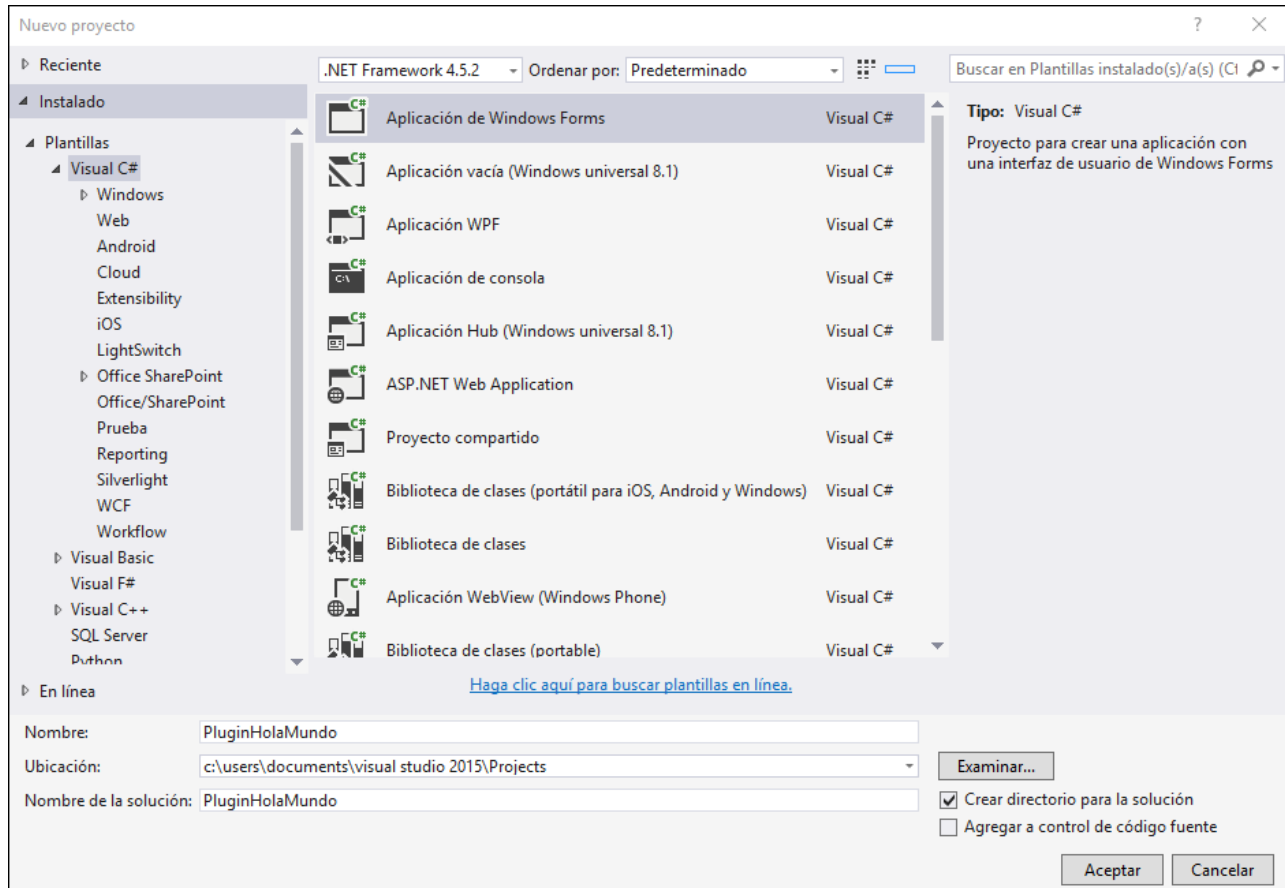 Nuevo proyecto
?
Reciente
Instalado
Plantillas
Visual C#
Windows
Web
Android
Cloud
Extensibility
iOS
LightSwitch
Office SharePoint
Office/SharePoint
Prueba
Reporting
Silverlight
WCF
Workflow
Visual Basic
Visual F#
Visual C++
SQL Server
Python
En línea
.NET Framework 4.5.2
Ordenar por: Predeterminado
Aplicación de Windows Forms Visual C#
Aplicación vacía (Windows universal 8.1) Visual C#
Aplicación WPF Visual C#
Aplicación de consola Visual C#
Aplicación Hub (Windows universal 8.1) Visual C#
ASP.NET Web Application Visual C#
Proyecto compartido Visual C#
Biblioteca de clases (portátil para iOS, Android y Windows) Visual C#
Biblioteca de clases Visual C#
Aplicación WebView (Windows Phone) Visual C#
Biblioteca de clases (portable) Visual C#
Haga clic aquí para buscar plantillas en línea.
Buscar en Plantillas instalado(s)/a(s) (Ct
Tipo: Visual C#
Proyecto para crear una aplicación con
una interfaz de usuario de Windows Forms
Nombre: PluginHolaMundo
Ubicación: c:\users\documents\visual studio 2015\Projects
Examinar...
Nombre de la solución: PluginHolaMundo
Crear directorio para la solución
Agregar a control de código fuente
Aceptar
Cancelar